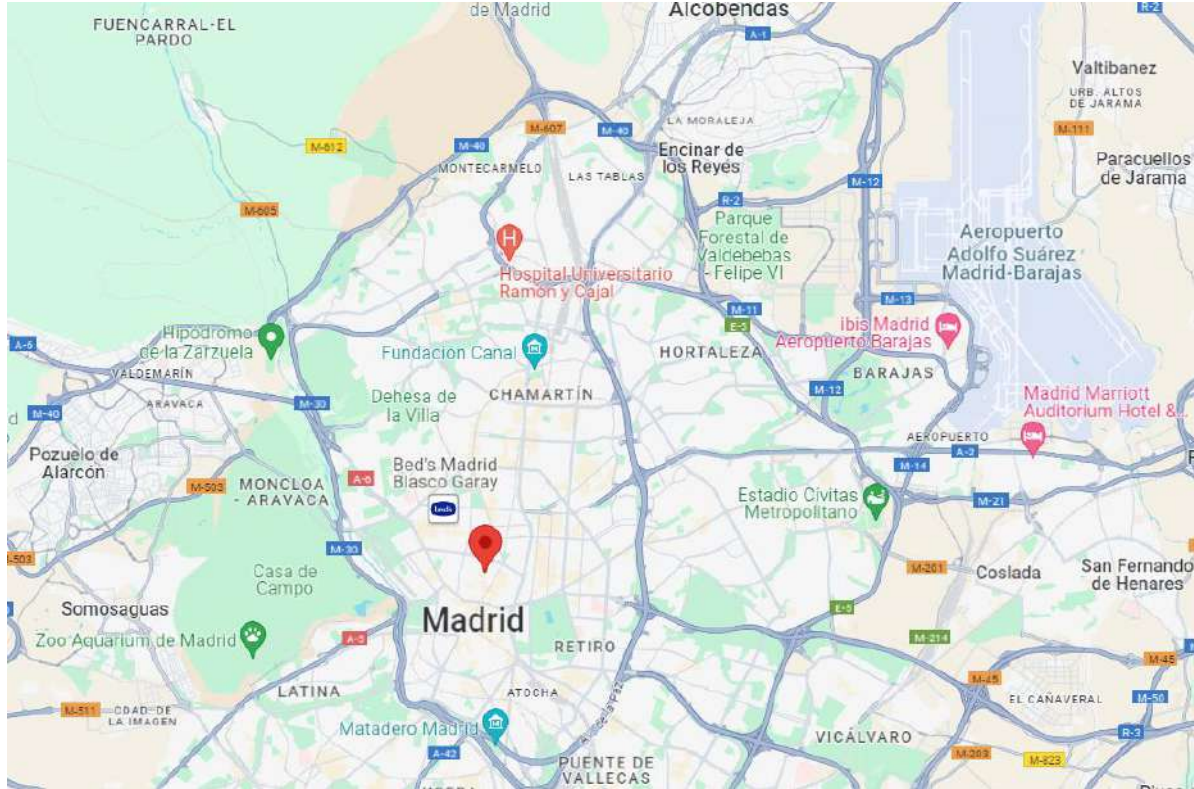 de Madrid
Alcobendas
R-2
FUENCARRAL-EL
PARDO
A-1
Valtibanez
URB. ALTOS
DE JARAMA
M-607
M-40
LA MORALEJA
M-111
M-612
M-40
MONTECARMELO
LAS TABLAS
Encinar de
los Reyes
Paracuellos
de Jarama
M-12
R-2
M-605
Parque
Forestal de
Valdebebas
- Felipe VI
Aeropuerto
Adolfo Suárez
Madrid-Barajas
H
Hospital Universitario
Ramón y Cajal
M-13
M-11
E-5
Hipódromo
de la Zarzuela
ibis Madrid
Aeropuerto Barajas
Fundacion Canal
HORTALEZA
VALDEMARÍN
BARAJAS
M-12
CHAMARTÍN
Dehesa de
la Villa
M-30
ARAVACA
M-40
Madrid Marriott
Auditorium Hotel &...
AEROPUERTO
A-2
Pozuelo de
Alarcón
Bed's Madrid
Blasco Garay
M-14
M-503
MONCLOA
- ARAVACA
A-6
Estadio Cívitas
Metropolitano
M-21
M-30
M-503
Casa de
Campo
M-201
Coslada
San Fernando
de Henares
Somosaguas
Madrid
E-5
Zoo Aquarium de Madrid
A-5
M-214
RETIRO
M-45
M-45
LATINA
ATOCHA
M-511
CDAD. DE
LA IMAGEN
EL CAÑAVERAL
M-50
Matadero Madrid
VICÁLVARO
R-3
A-42
M-203
M-823
PUENTE DE
VALLECAS